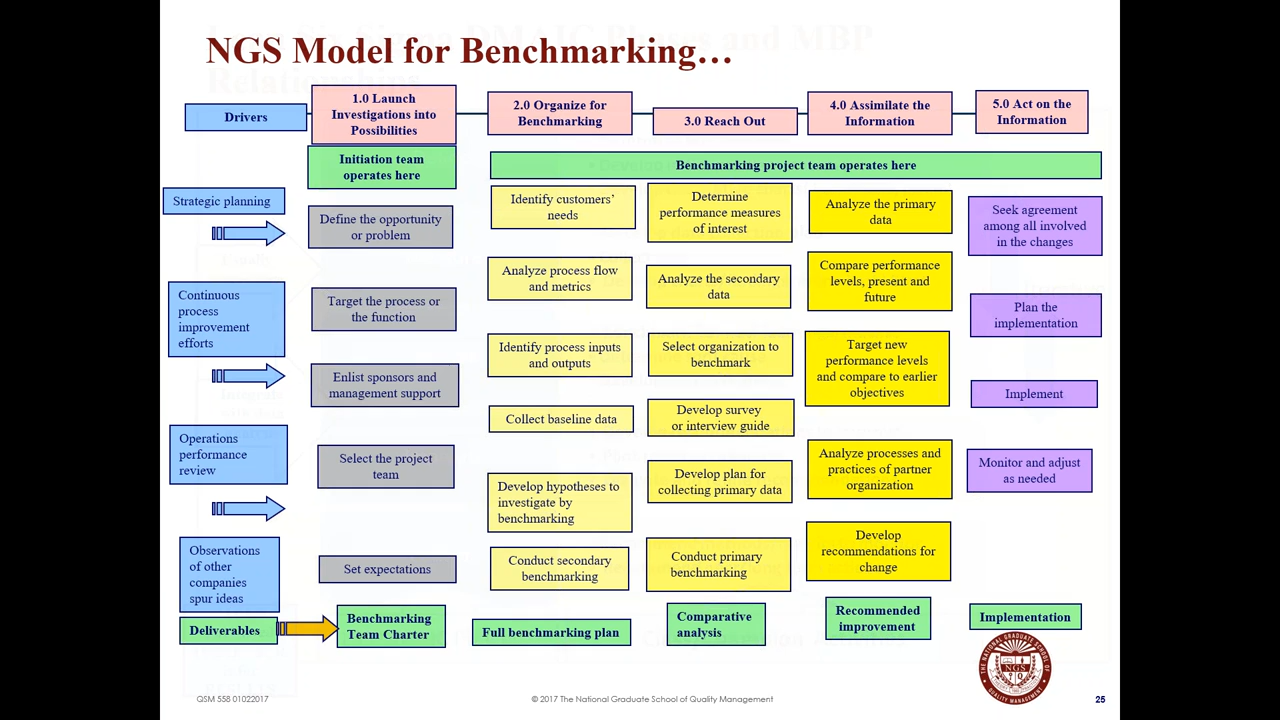 NGS Model for Benchmarking…
Drivers
1.0 Launch
Investigations into
Possibilities
2.0 Organize for
Benchmarking
3.0 Reach Out
4.0 Assimilate the
Information
5.0 Act on the
Information
Initiation team
operates here
Benchmarking project team operates here
Strategic planning
Continuous
process
improvement
efforts
Operations
performance
review
Observations
of other
companies
spur ideas
Define the opportunity
or problem
Target the process or
the function
Enlist sponsors and
management support
Select the project
team
Set expectations
Identify customers’
needs
Analyze process flow
and metrics
Identify process inputs
and outputs
Collect baseline data
Develop hypotheses to
investigate by
benchmarking
Conduct secondary
benchmarking
Determine
performance measures
of interest
Analyze the secondary
data
Select organization to
benchmark
Develop survey
or interview guide
Develop plan for
collecting primary data
Conduct primary
benchmarking
Analyze the primary
data
Compare performance
levels, present and
future
Target new
performance levels
and compare to earlier
objectives
Analyze processes and
practices of partner
organization
Develop
recommendations for
change
Seek agreement
among all involved
in the changes
Plan the
implementation
Implement
Monitor and adjust
as needed
Deliverables
Benchmarking
Team Charter
Full benchmarking plan
Comparative
analysis
Recommended
improvement
Implementation
THE NATIONAL GRADUATE SCHOOL OF
QUALITY MANAGEMENT
NGS
QSM 558 01022017
© 2017 The National Graduate School of Quality Management
25